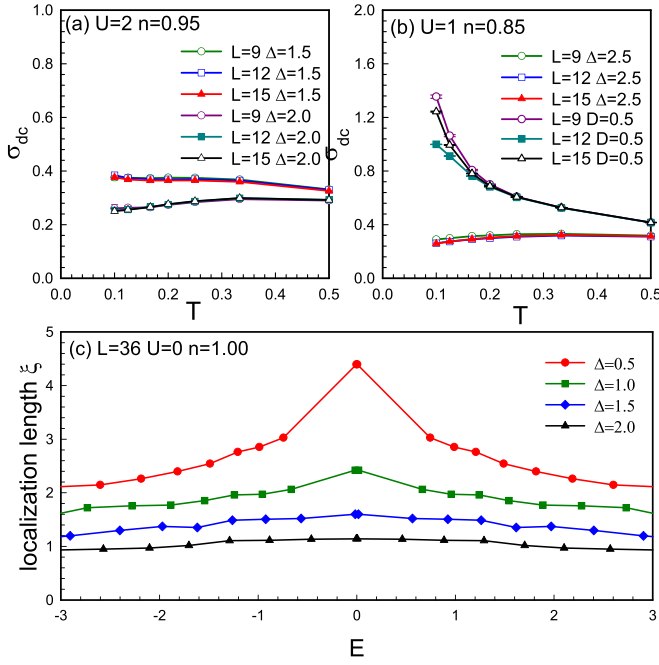 (a) U=2 n=0.95
L=9 Δ=1.5
L=12 Δ=1.5
L=15 Δ=1.5
L=9 Δ=2.0
L=12 Δ=2.0
L=15 Δ=2.0
σdc
1.0
0.8
0.6
0.4
0.2
0.0
0.0 0.1 0.2 0.3 0.4 0.5
T
(b) U=1 n=0.85
L=9 Δ=2.5
L=12 Δ=2.5
L=15 Δ=2.5
L=9 D=0.5
L=12 D=0.5
L=15 D=0.5
σdc
2.0
1.6
1.2
0.8
0.4
0.0
0.0 0.1 0.2 0.3 0.4 0.5
T
(c) L=36 U=0 n=1.00
Δ=0.5
Δ=1.0
Δ=1.5
Δ=2.0
localization length ξ
5
4
3
2
1
0
-3 -2 -1 0 1 2 3
E